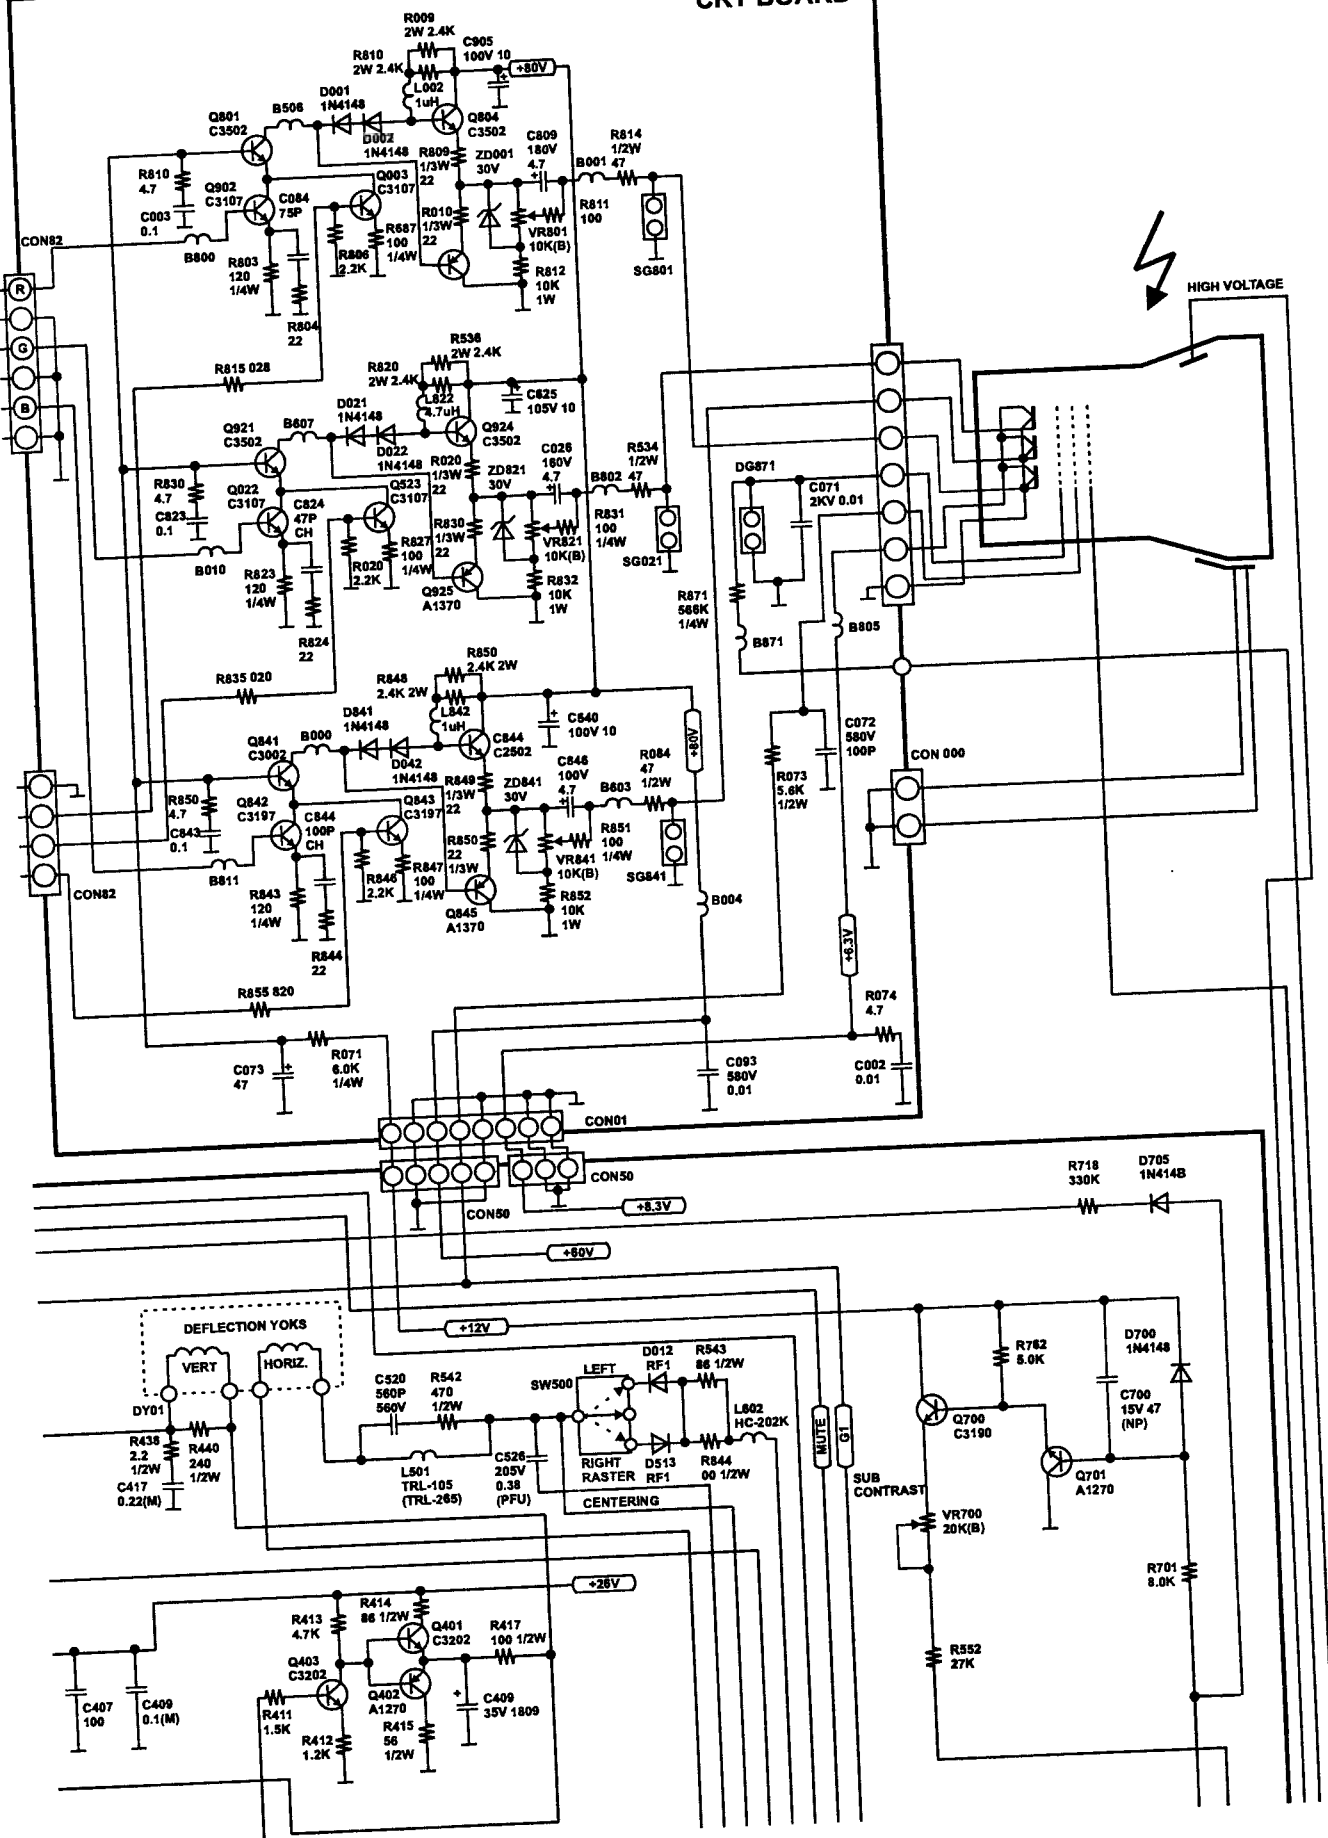 R009
2W 2.4K
R810
2W 2.4K
C905
100V 10
+80V
L002
1uH
D001
1N4148
B506
Q801
C3502
D002
1N4148
Q804
C3502
R809
1/3W
22
ZD001
30V
C809
180V
4.7
B001
R814
1/2W
47
R810
4.7
Q902
C3107
C084
75P
Q003
C3107
C003
0.1
R010
1/3W
22
R687
100
1/4W
VR801
10K(B)
R811
100
CON82
B800
R803
120
1/4W
R806
2.2K
R812
10K
1W
SG801
R
R804
22
HIGH VOLTAGE
G
R815 028
B
R536
2W 2.4K
R820
2W 2.4K
L822
4.7uH
C625
105V 10
D021
1N4148
B607
Q921
C3502
D022
1N4148
Q924
C3502
R020
1/3W
22
ZD821
30V
C026
160V
4.7
B802
R534
1/2W
47
DG871
C071
2KV 0.01
R830
4.7
Q022
C3107
C824
47P
CH
Q523
C3107
C823
0.1
R830
1/3W
22
R827
100
1/4W
VR821
10K(B)
R831
100
1/4W
B010
R823
120
1/4W
R020
2.2K
Q925
A1370
R832
10K
1W
SG021
R871
566K
1/4W
B871
B805
R824
22
R835 020
R850
2.4K 2W
R848
2.4K 2W
L842
1uH
C540
100V 10
+80V
D841
1N4148
B000
Q841
C3002
D042
1N4148
C844
C2502
R849
1/3W
22
ZD841
30V
C846
100V
4.7
B603
R084
47
1/2W
R073
5.6K
1/2W
C072
580V
100P
CON 000
R850
4.7
Q842
C3197
C844
100P
CH
Q843
C3197
C843
0.1
R850
22
1/3W
R847
100
1/4W
VR841
10K(B)
R851
100
1/4W
B811
CON82
R843
120
1/4W
R846
2.2K
Q845
A1370
R852
10K
1W
SG841
B004
+6.3V
R844
22
R855 820
R074
4.7
C073
47
R071
6.0K
1/4W
C093
580V
0.01
C002
0.01
CON01
CON50
CON50
+8.3V
+60V
+12V
R718
330K
D705
1N414B
DEFLECTION YOKS
VERT
HORIZ.
DY01
C520
560P
560V
R542
470
1/2W
SW500
LEFT
D012
RF1
R543
86 1/2W
L602
HC-202K
MUTE
G1
R762
5.0K
D700
1N4148
C700
15V 47
(NP)
Q700
C3190
Q701
A1270
R438
2.2
1/2W
R440
240
1/2W
C417
0.22(M)
L501
TRL-105
(TRL-265)
C526
205V
0.38
(PFU)
RIGHT
RASTER
CENTERING
D513
RF1
R844
00 1/2W
SUB
CONTRAST
VR700
20K(B)
R701
8.0K
+26V
R413
4.7K
R414
86 1/2W
Q401
C3202
R417
100 1/2W
Q403
C3202
Q402
A1270
C409
35V 1809
C407
100
C409
0.1(M)
R411
1.5K
R412
1.2K
R415
56
1/2W
R552
27K